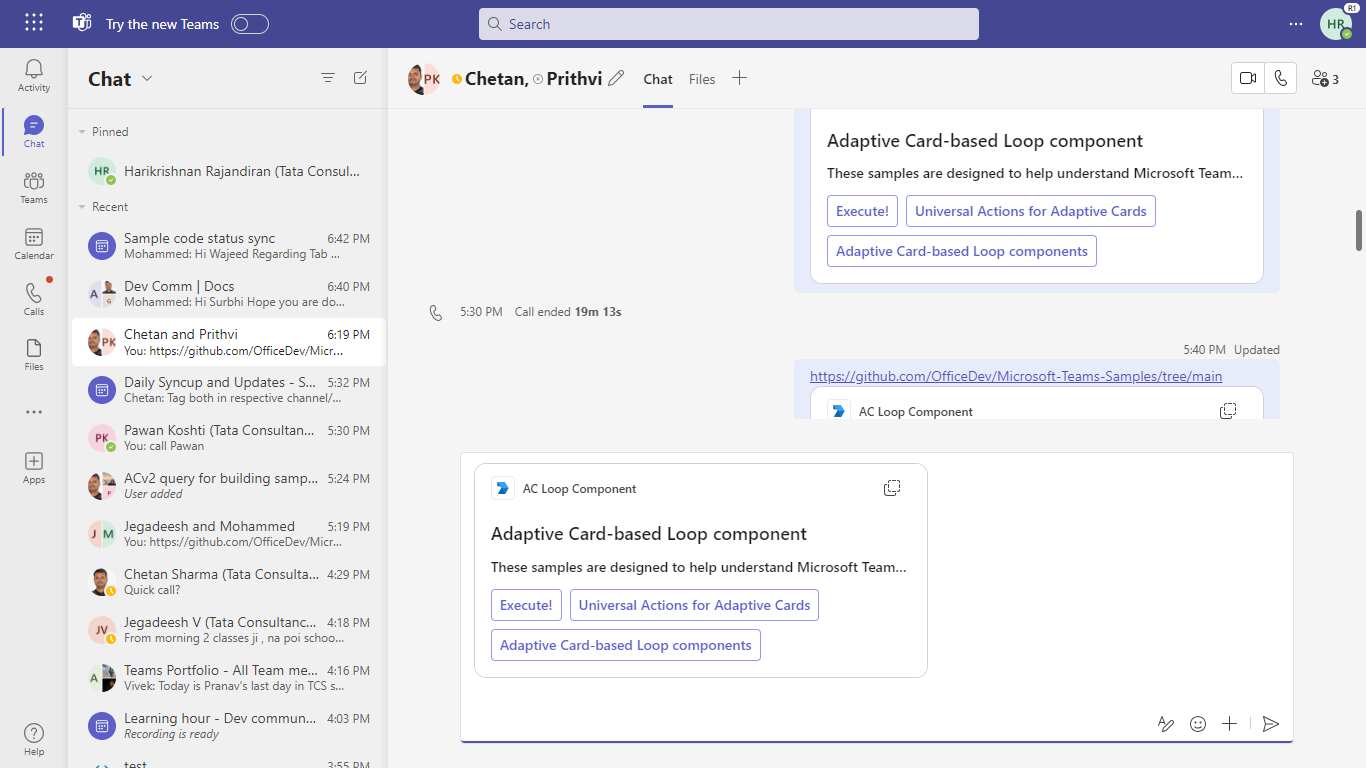 Try the new Teams
Search
R1
HR
Activity
Chat
Teams
Calendar
Calls
Files
Apps
Help
Chat
Pinned
HR
Harikrishnan Rajandiran (Tata Consul...
Recent
Sample code status sync 6:42 PM
Mohammed: Hi Wajeed Regarding Tab ...
A G
Dev Comm | Docs 6:40 PM
Mohammed: Hi Surbhi Hope you are do...
PK
Chetan and Prithvi 6:19 PM
You: https://github.com/OfficeDev/Micr...
Daily Syncup and Updates - S... 5:32 PM
Chetan: Tag both in respective channel/...
PK
Pawan Koshti (Tata Consultan... 5:30 PM
You: call Pawan
P
ACv2 query for building samp... 5:24 PM
User added
J M
Jegadeesh and Mohammed 5:19 PM
You: https://github.com/OfficeDev/Micr...
Chetan Sharma (Tata Consulta... 4:29 PM
Quick call?
JV
Jegadeesh V (Tata Consultanc... 4:18 PM
From morning 2 classes ji , na poi schoo...
A
Teams Portfolio - All Team me... 4:16 PM
Vivek: Today is Pranav's last day in TCS s...
Learning hour - Dev commun... 4:03 PM
Recording is ready
test 3:55 PM
PK
Chetan, Prithvi
Chat Files
3
Adaptive Card-based Loop component
These samples are designed to help understand Microsoft Team...
Execute! Universal Actions for Adaptive Cards
Adaptive Card-based Loop components
5:30 PM Call ended 19m 13s
5:40 PM Updated
https://github.com/OfficeDev/Microsoft-Teams-Samples/tree/main
AC Loop Component
AC Loop Component
Adaptive Card-based Loop component
These samples are designed to help understand Microsoft Team...
Execute! Universal Actions for Adaptive Cards
Adaptive Card-based Loop components